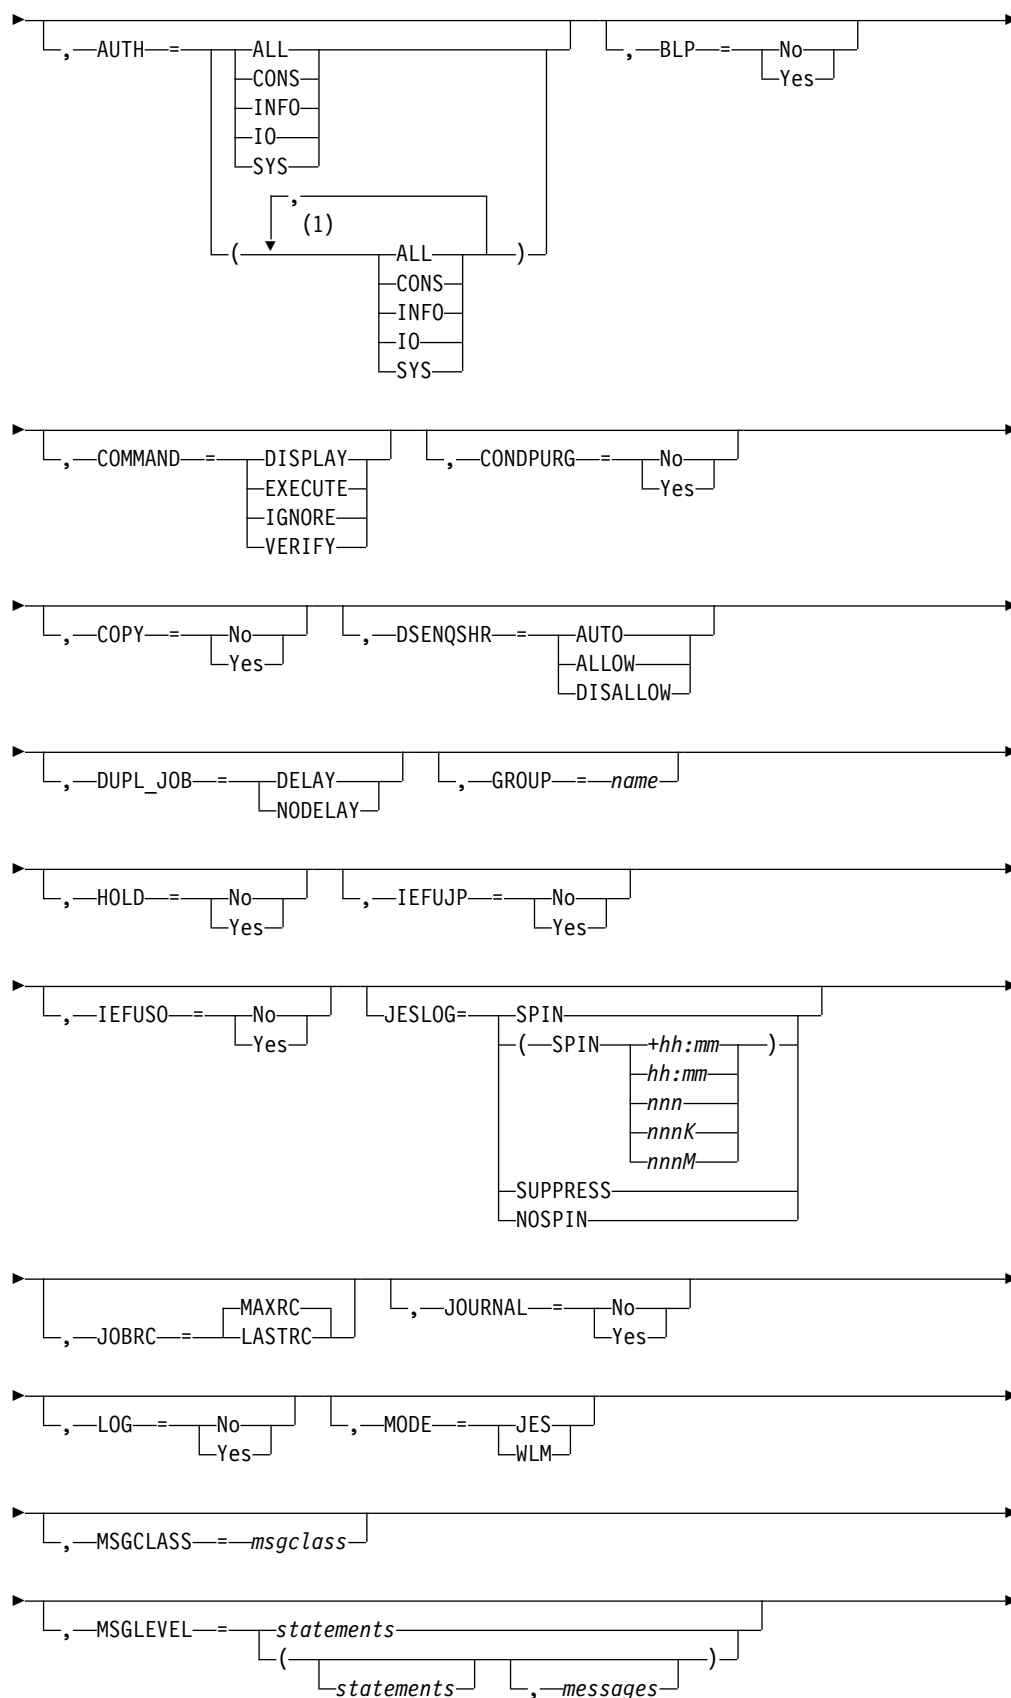 , AUTH = ALL , BLP = No
CONS Yes
INFO
IO
SYS
,
(1)
( ALL )
CONS
INFO
IO
SYS
, COMMAND = DISPLAY , CONDPURG = No
EXECUTE Yes
IGNORE
VERIFY
, COPY = No , DSENQSHR = AUTO
Yes ALLOW
DISALLOW
, DUPL_JOB = DELAY , GROUP = name
NODELAY
, HOLD = No , IEFUJP = No
Yes Yes
, IEFUSO = No JESLOG= SPIN
Yes ( SPIN +hh:mm )
hh:mm
nnn
nnnK
nnnM
SUPPRESS
NOSPIN
MAXRC , JOURNAL = No
, JOBRC = LASTRC Yes
, LOG = No , MODE = JES
Yes WLM
, MSGCLASS = msgclass
, MSGLEVEL = statements
( )
statements , messages